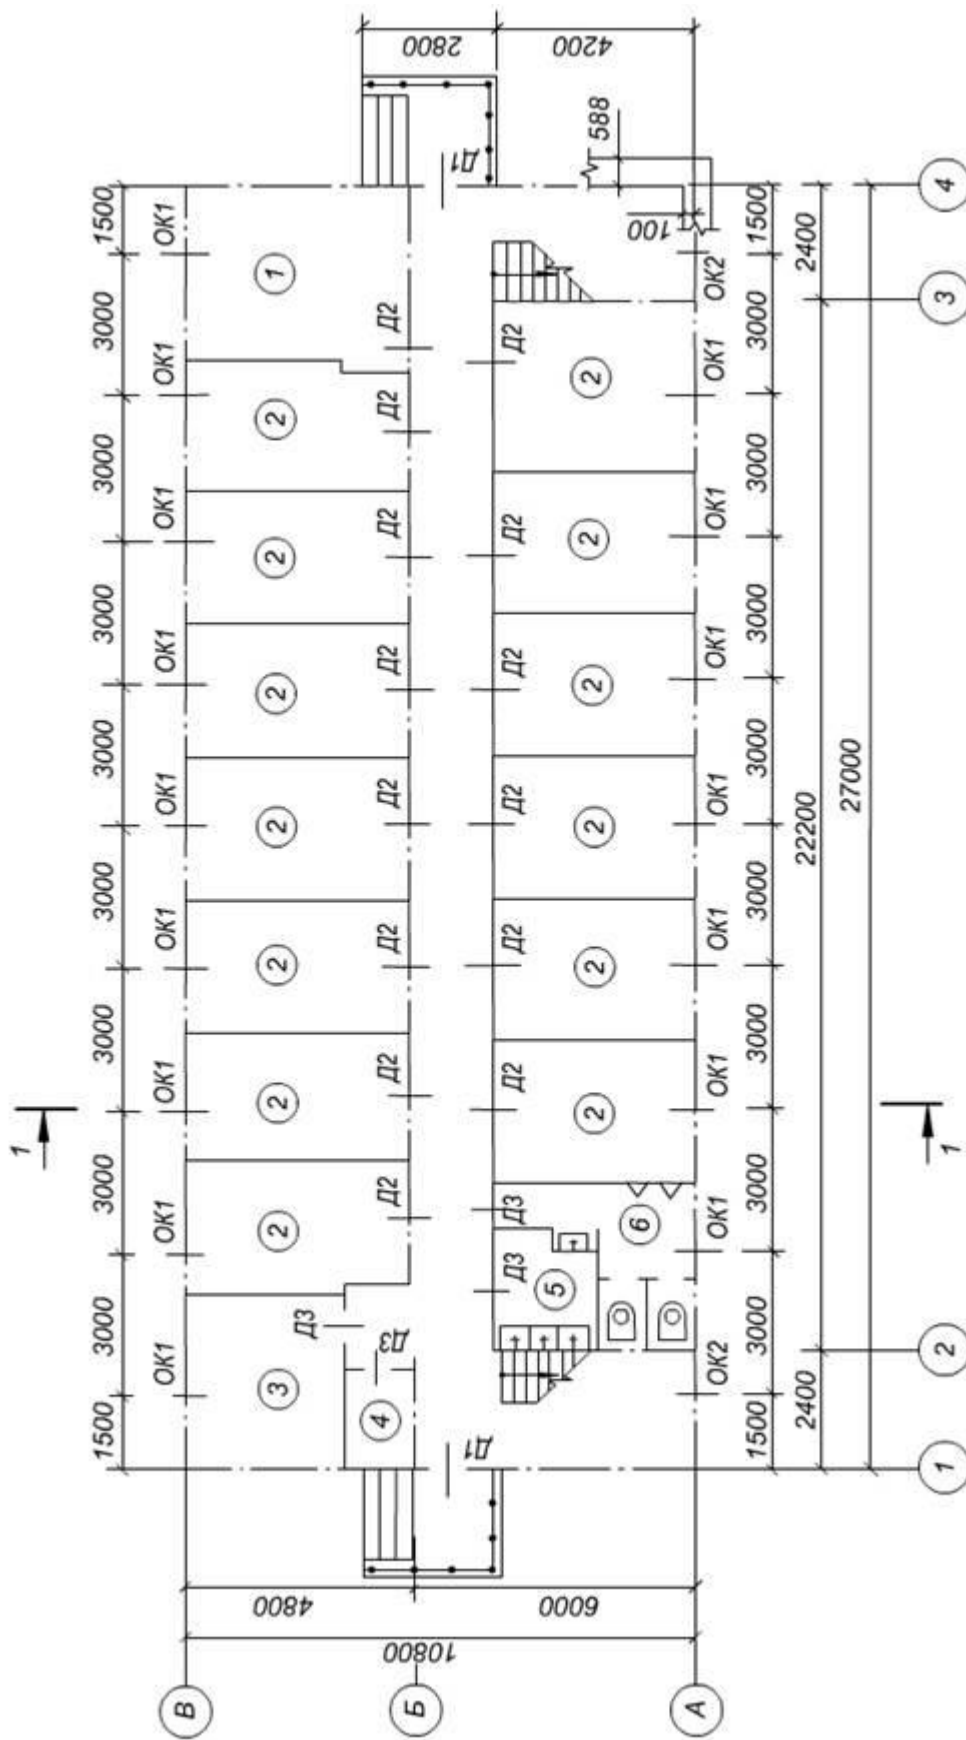 1
1500 3000 3000 3000 3000 3000 3000 3000 3000 1500
ОК1 ОК1 ОК1 ОК1 ОК1 ОК1 ОК1 ОК1 ОК1
В
4800 3 2 2 2 2 2 2 2 1
Д3
4 Д3 Д2 Д2 Д2 Д2 Д2 Д2 Д2 Д2
Б 10800 2800
Д1 Д1
Д3 Д3 Д2 Д2 Д2 Д2 Д2 Д2
5
6000 6 2 2 2 2 2 2 588 4200
100
А
ОК2 ОК1 ОК1 ОК1 ОК1 ОК1 ОК1 ОК1 ОК2
1500 3000 3000 3000 3000 3000 3000 3000 3000 1500
2400 22200 2400
27000
1 2 1 3 4